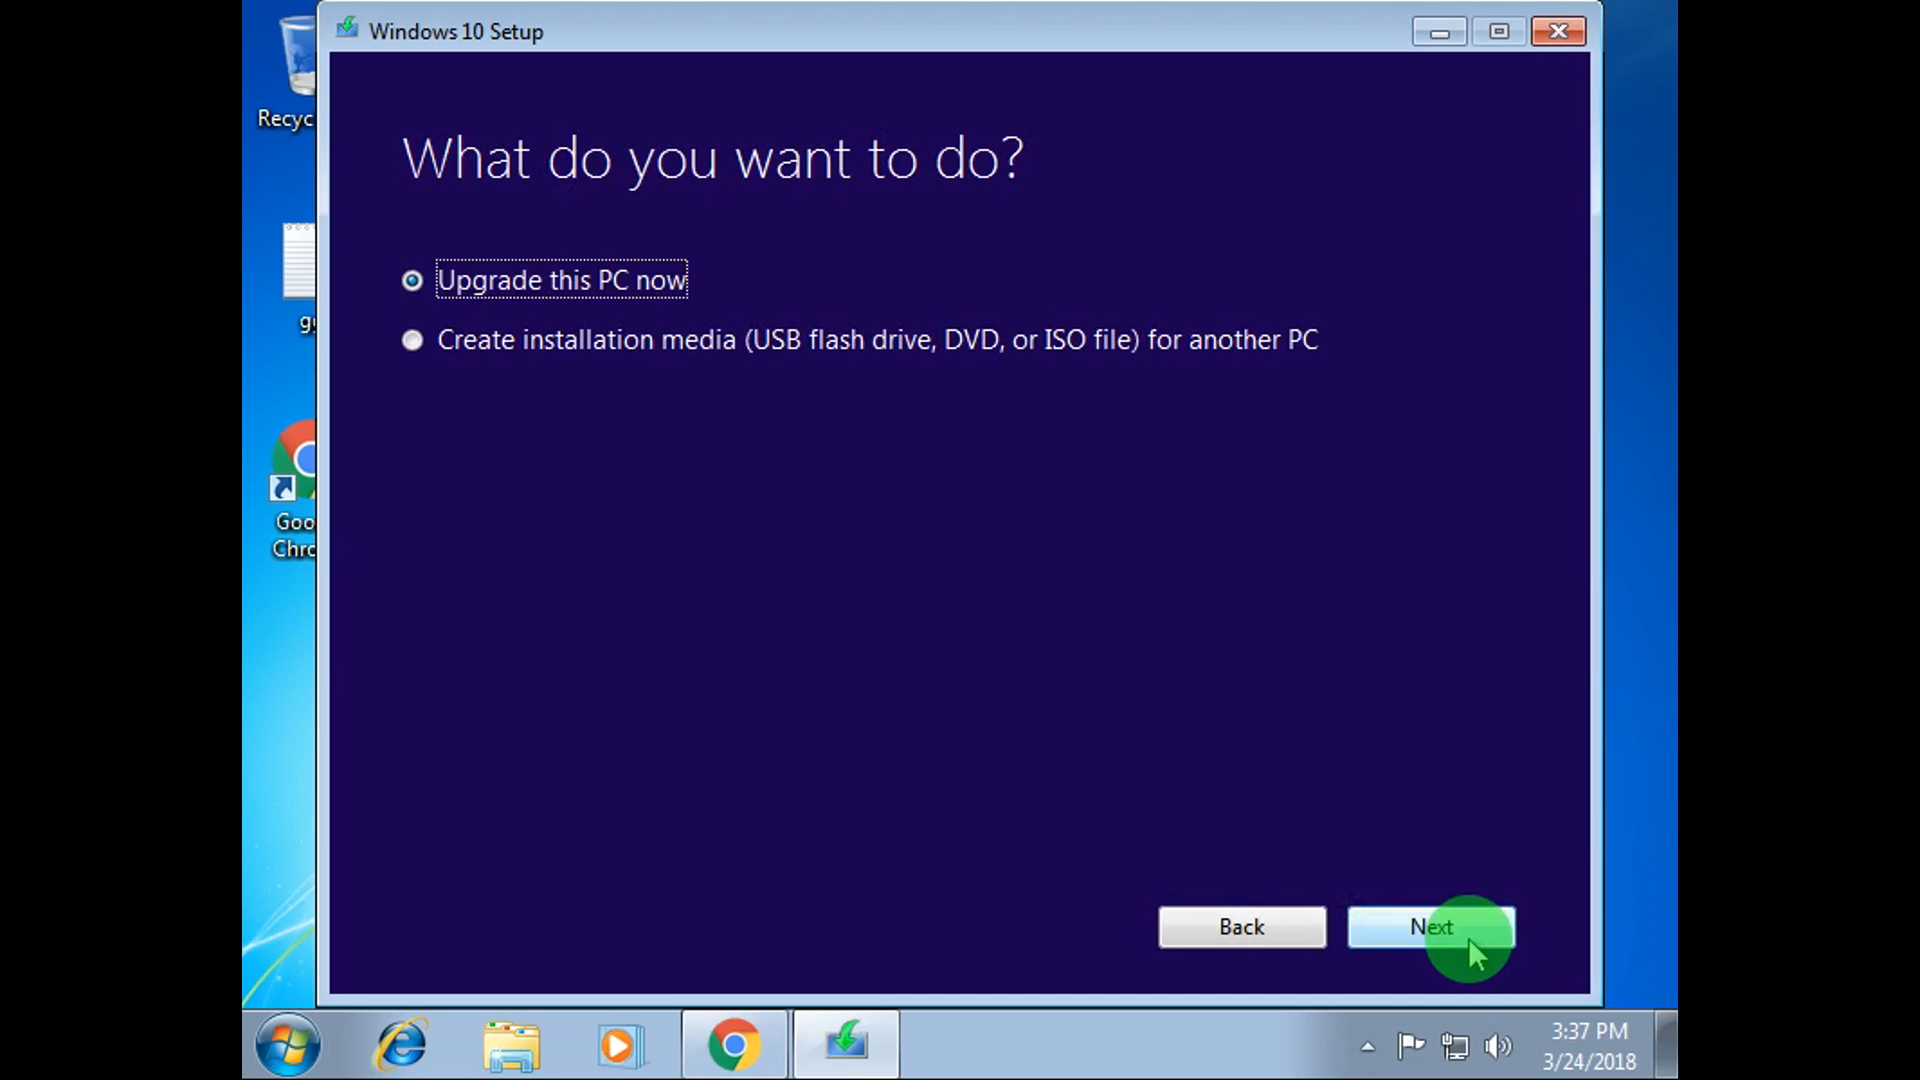 Windows 10 Setup
Recyc
What do you want to do?
Upgrade this PC now
Create installation media (USB flash drive, DVD, or ISO file) for another PC
Goo
Chro
Back
Next
3:37 PM
3/24/2018